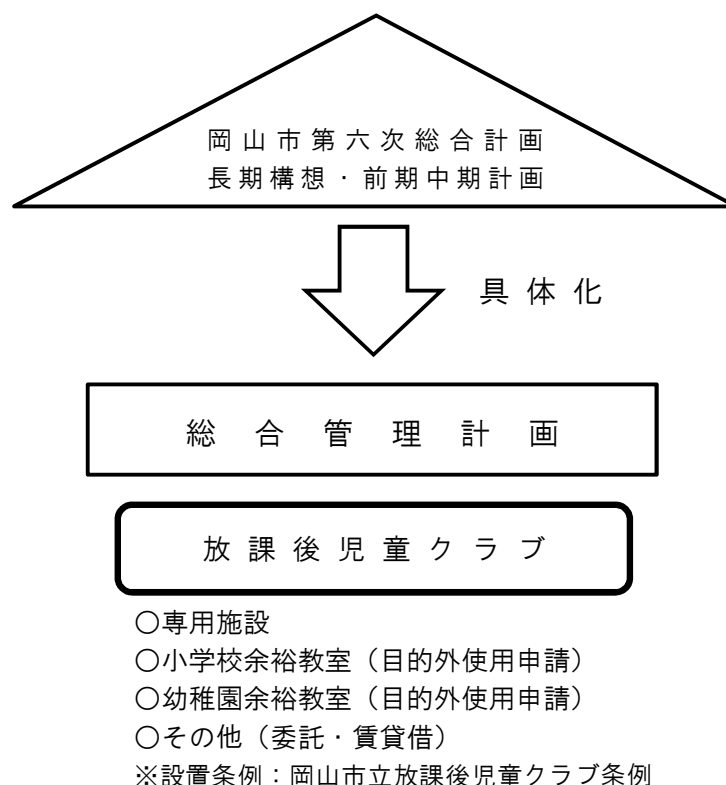 岡山市第六次総合計画
長期構想・前期中期計画
具体化
総合管理計画
放課後児童クラブ
〇専用施設
〇小学校余裕教室（目的外使用申請）
〇幼稚園余裕教室（目的外使用申請）
〇その他（委託・賃貸借）
※設置条例：岡山市立放課後児童クラブ条例